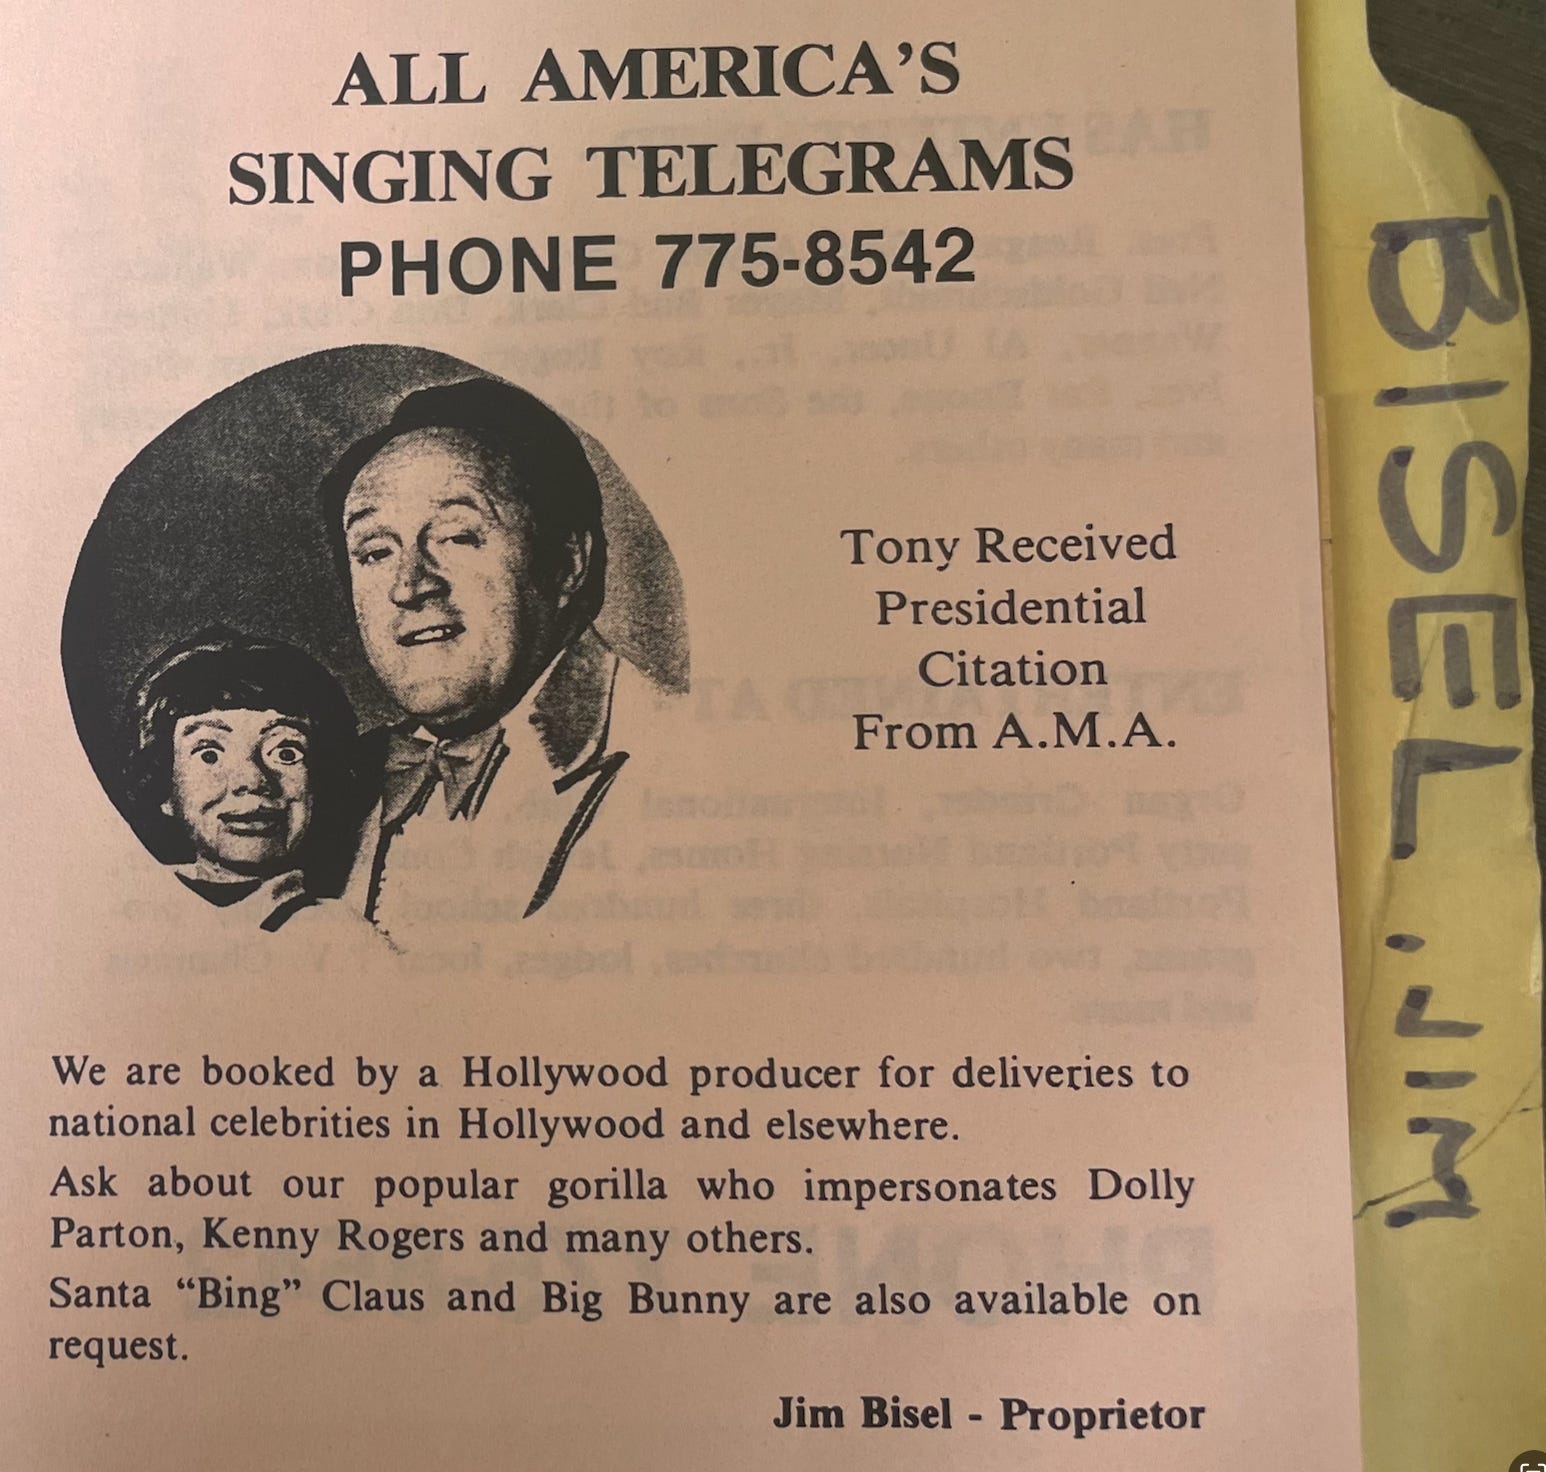 ALL AMERICA'S
SINGING TELEGRAMS
PHONE 775-8542
Tony Received
Presidential
Citation
From A.M.A.
We are booked by a Hollywood producer for deliveries to
national celebrities in Hollywood and elsewhere.
Ask about our popular gorilla who impersonates Dolly
Parton, Kenny Rogers and many others.
Santa “Bing” Claus and Big Bunny are also available on
request.
Jim Bisel - Proprietor
BISEL, JIM